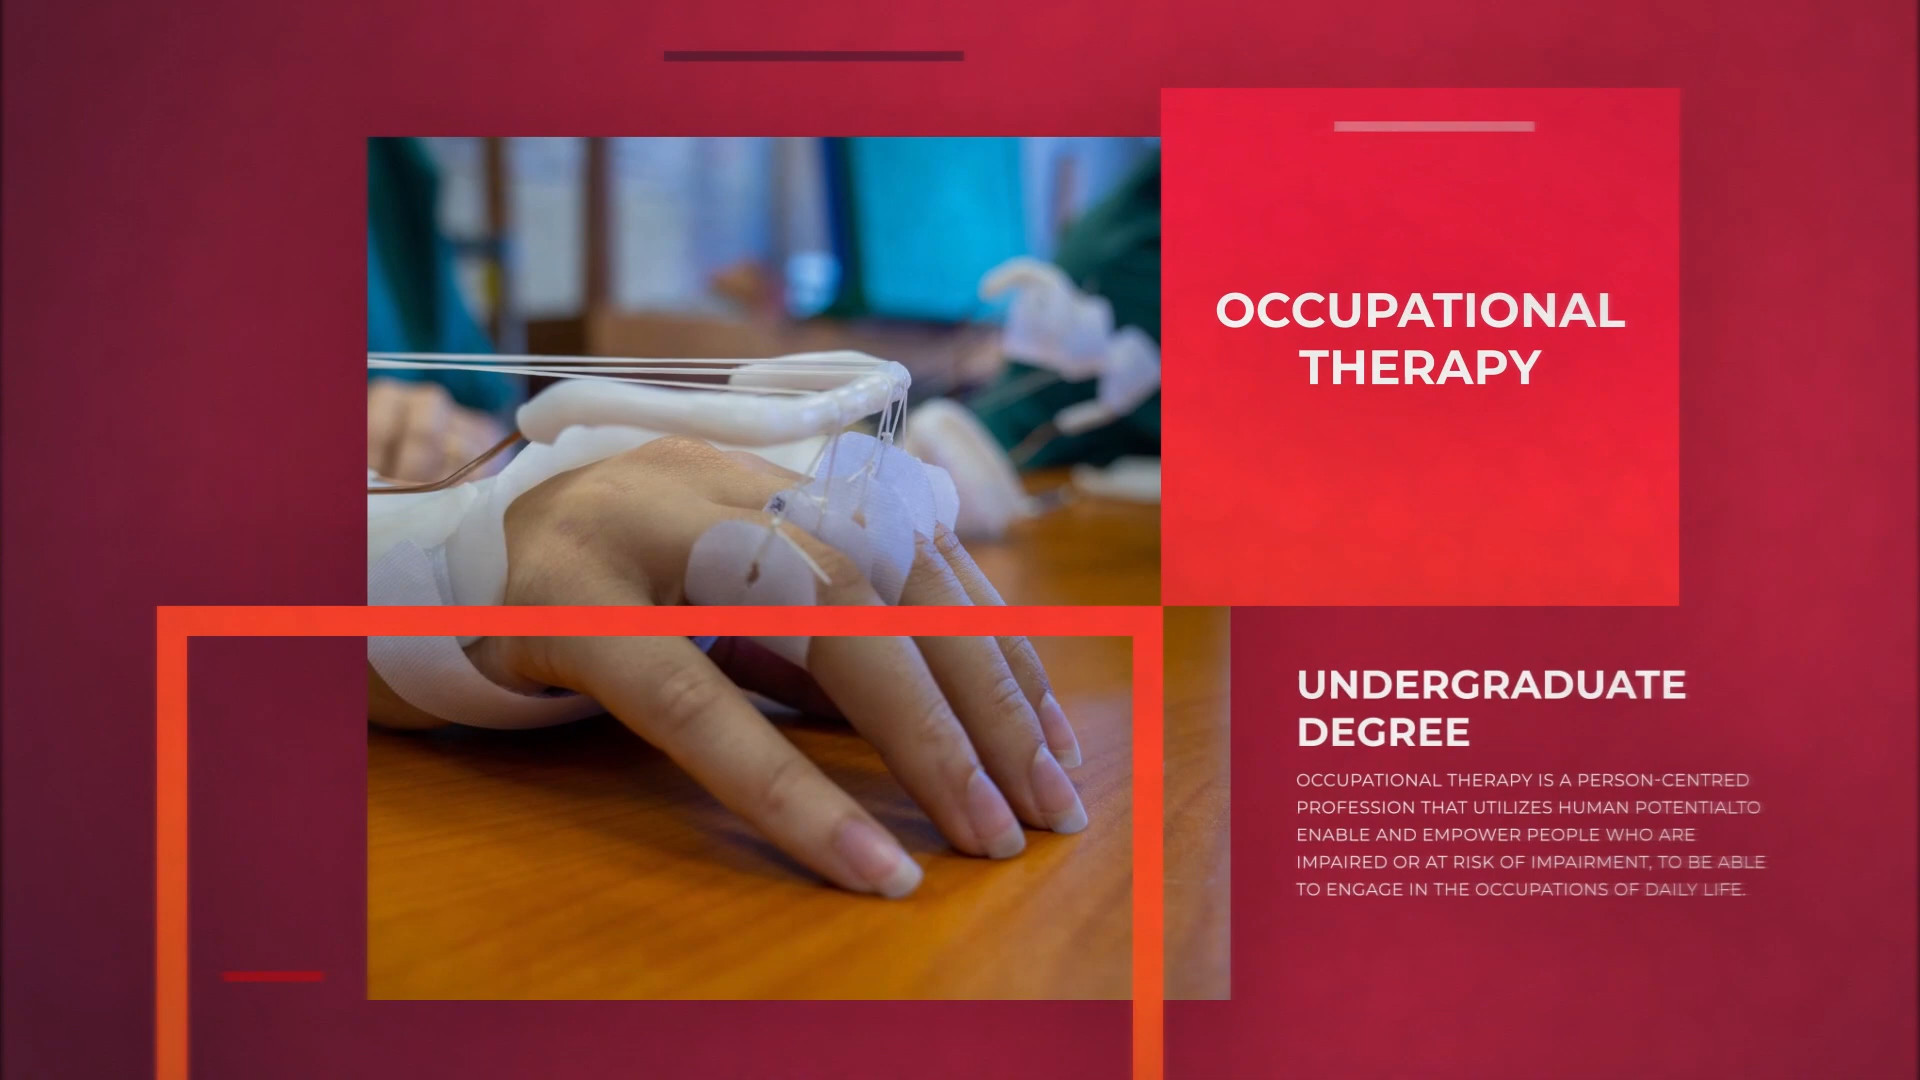 OCCUPATIONAL
THERAPY
UNDERGRADUATE
DEGREE
OCCUPATIONAL THERAPY IS A PERSON-CENTRED
PROFESSION THAT UTILIZES HUMAN POTENTIALTO
ENABLE AND EMPOWER PEOPLE WHO ARE
IMPAIRED OR AT RISK OF IMPAIRMENT, TO BE ABLE
TO ENGAGE IN THE OCCUPATIONS OF DAILY LIFE.